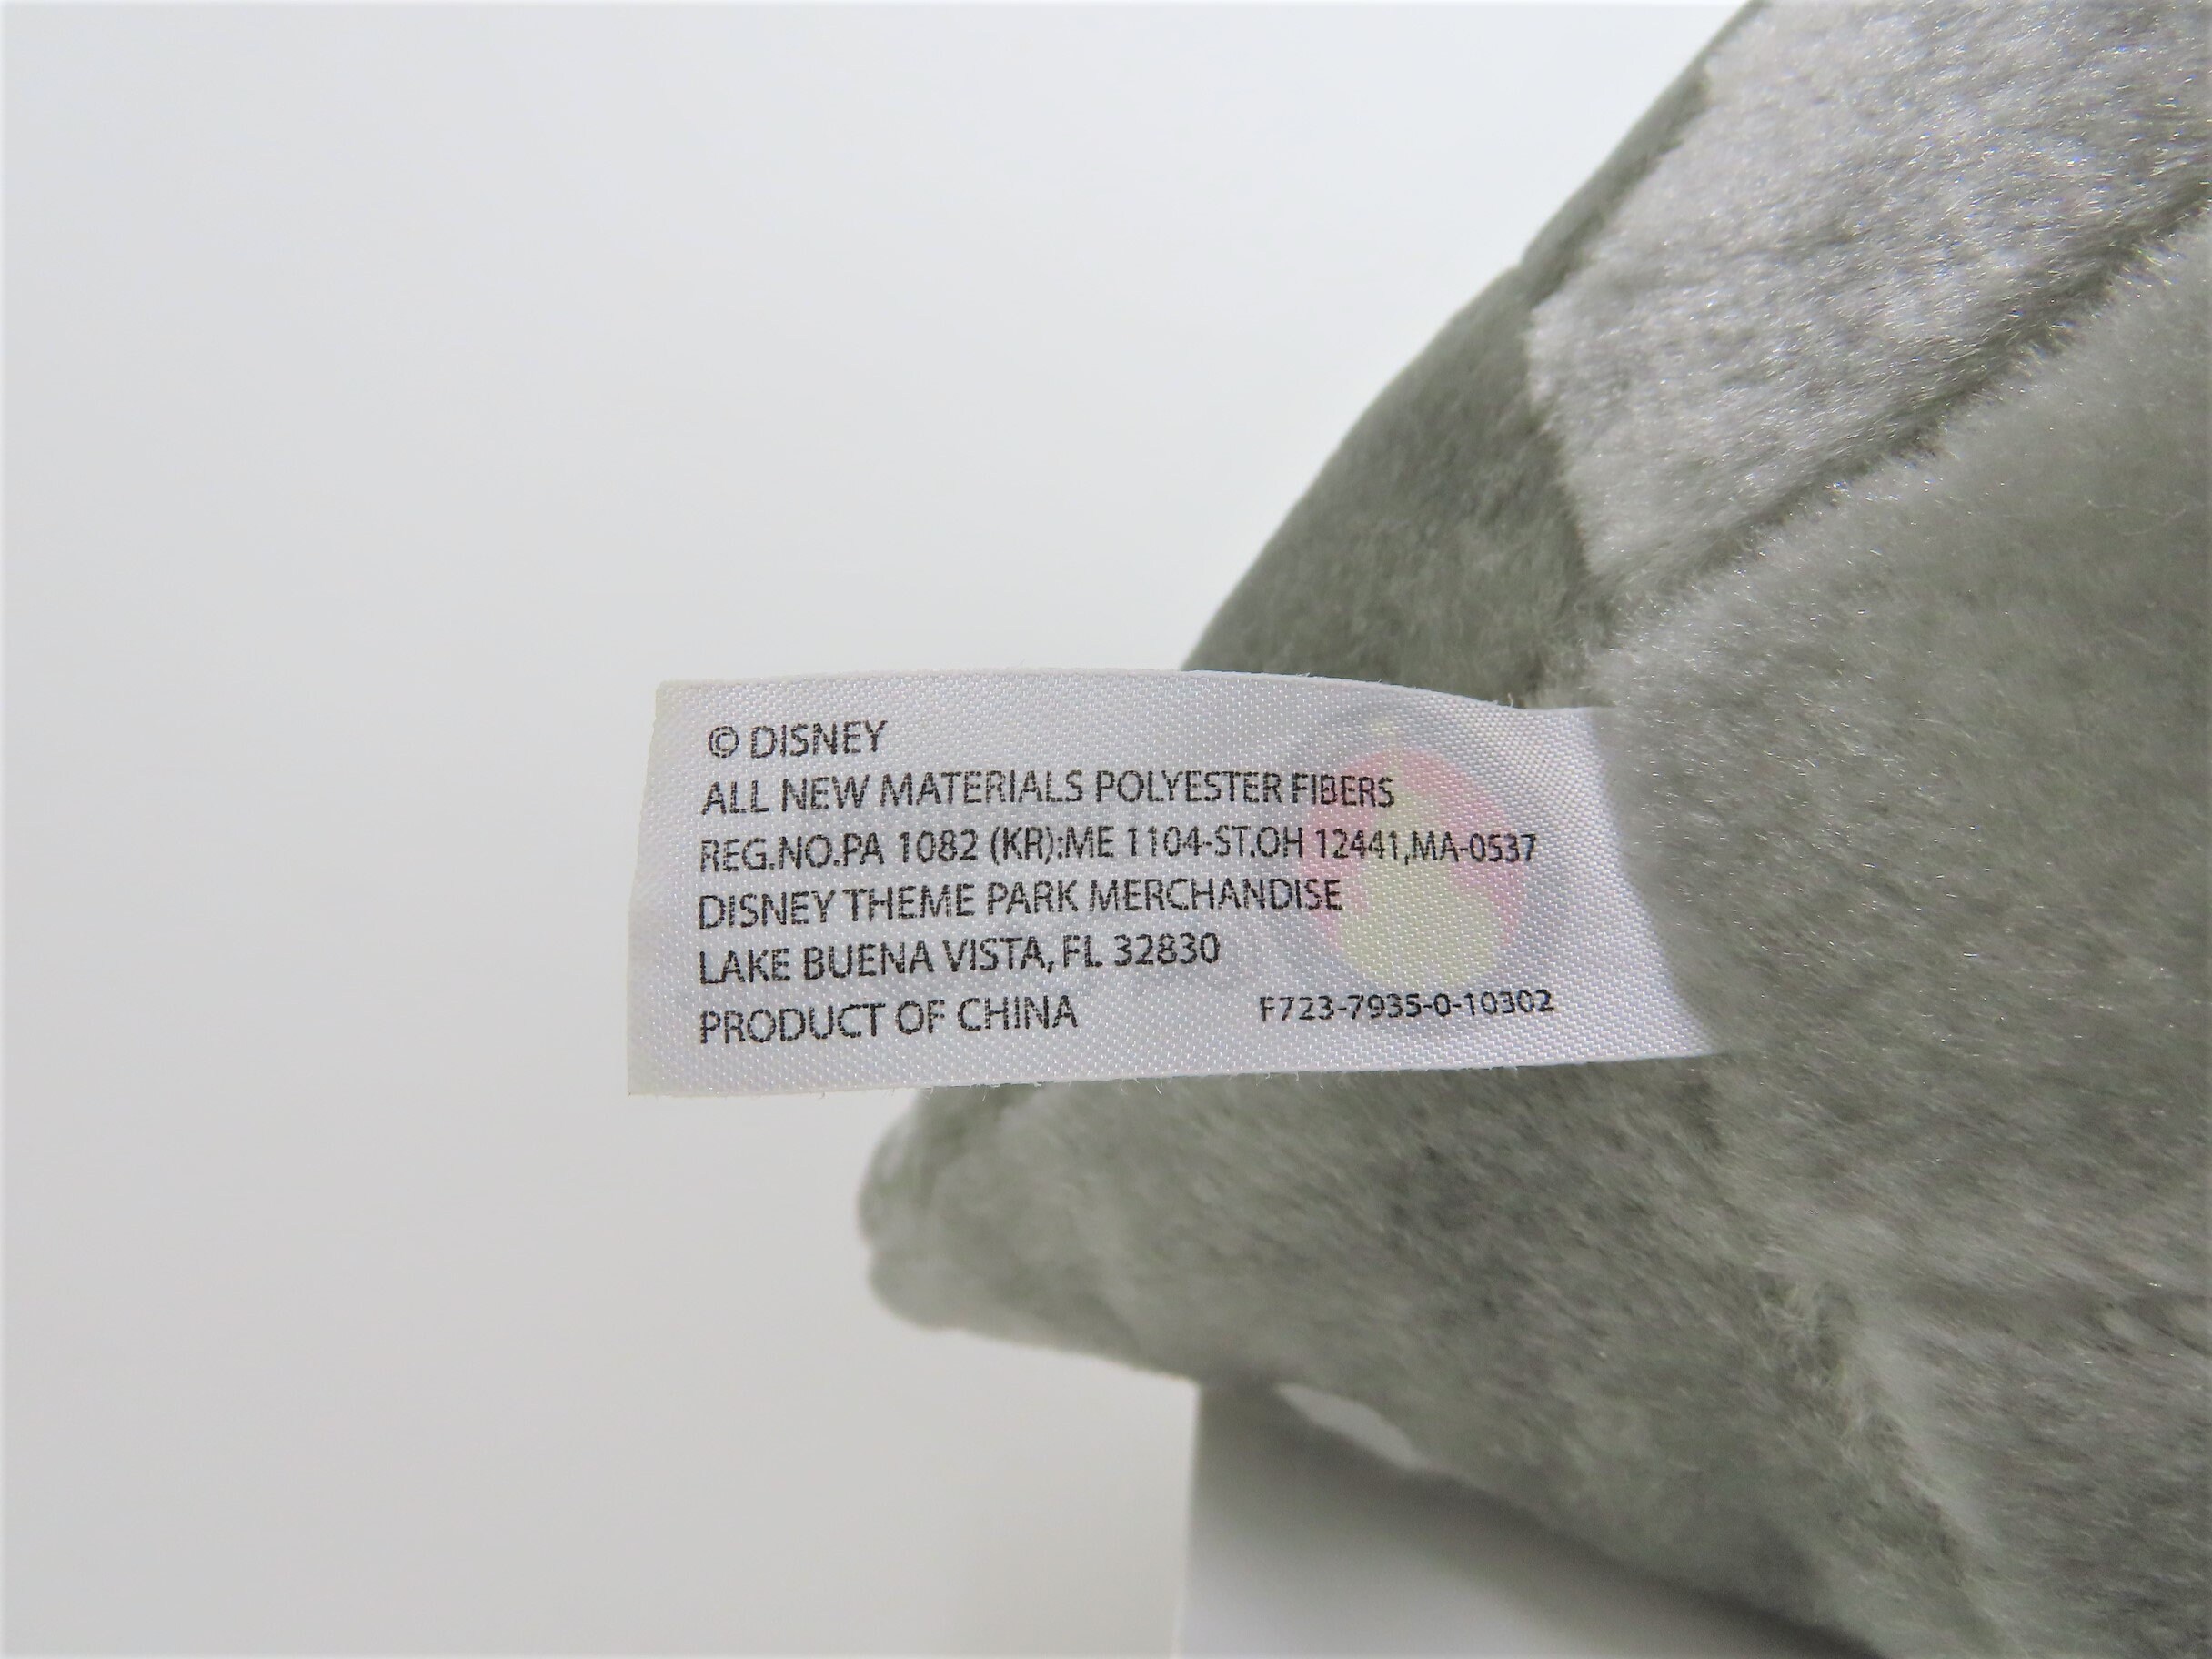 © DISNEY
ALL NEW MATERIALS POLYESTER FIBERS
REG.NO.PA 1082 (KR):ME 1104-ST.OH 12441,MA-0537
DISNEY THEME PARK MERCHANDISE
LAKE BUENA VISTA, FL 32830
PRODUCT OF CHINA F723-7935-0-10302